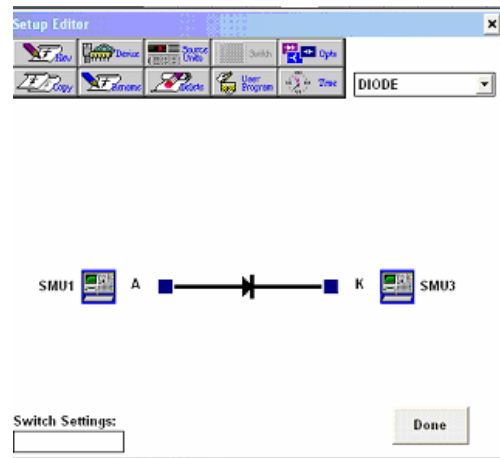 Setup Editor
New Device Source Units Switch Opts
Copy Rename Delete User Program Time DIODE
SMU1 A K SMU3
Switch Settings:
Done